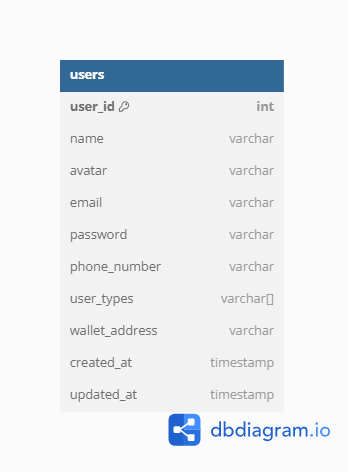 users
user_id int
name varchar
avatar varchar
email varchar
password varchar
phone_number varchar
user_types varchar[]
wallet_address varchar
created_at timestamp
updated_at timestamp
dbdiagram.io